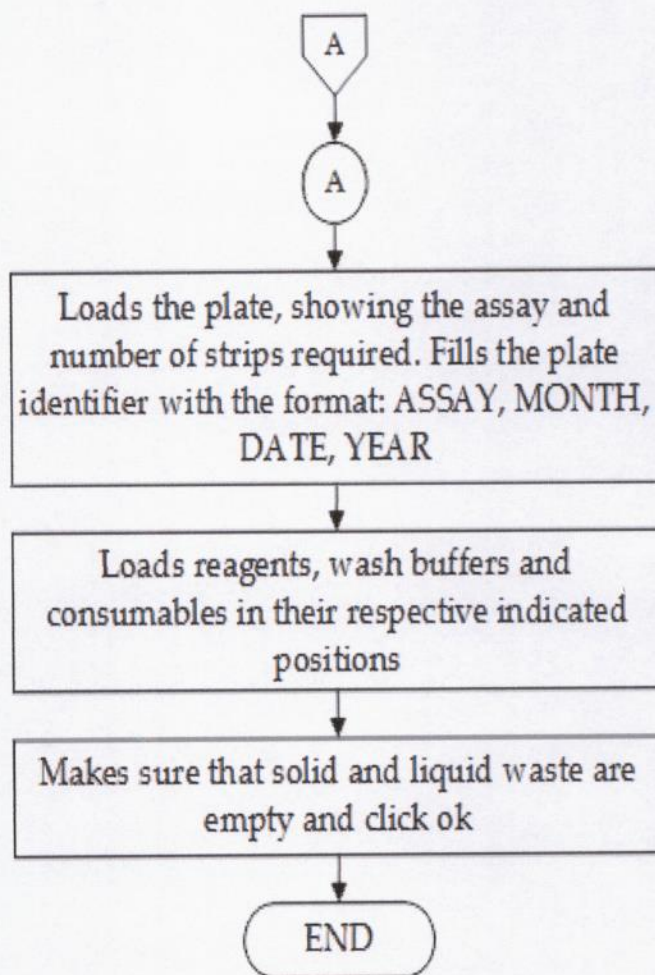 A
A
Loads the plate, showing the assay and
number of strips required. Fills the plate
identifier with the format: ASSAY, MONTH,
DATE, YEAR
Loads reagents, wash buffers and
consumables in their respective indicated
positions
Makes sure that solid and liquid waste are
empty and click ok
END